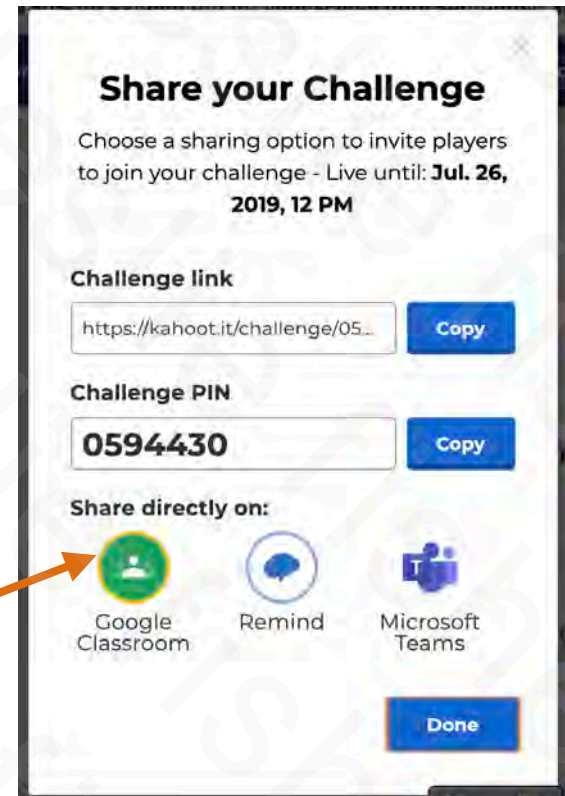 Share your Challenge
Choose a sharing option to invite players
to join your challenge - Live until: Jul. 26,
2019, 12 PM
Challenge link
https://kahoot.it/challenge/05...
Copy
Challenge PIN
0594430
Copy
Share directly on:
Google
Classroom
Remind
Microsoft
Teams
Done